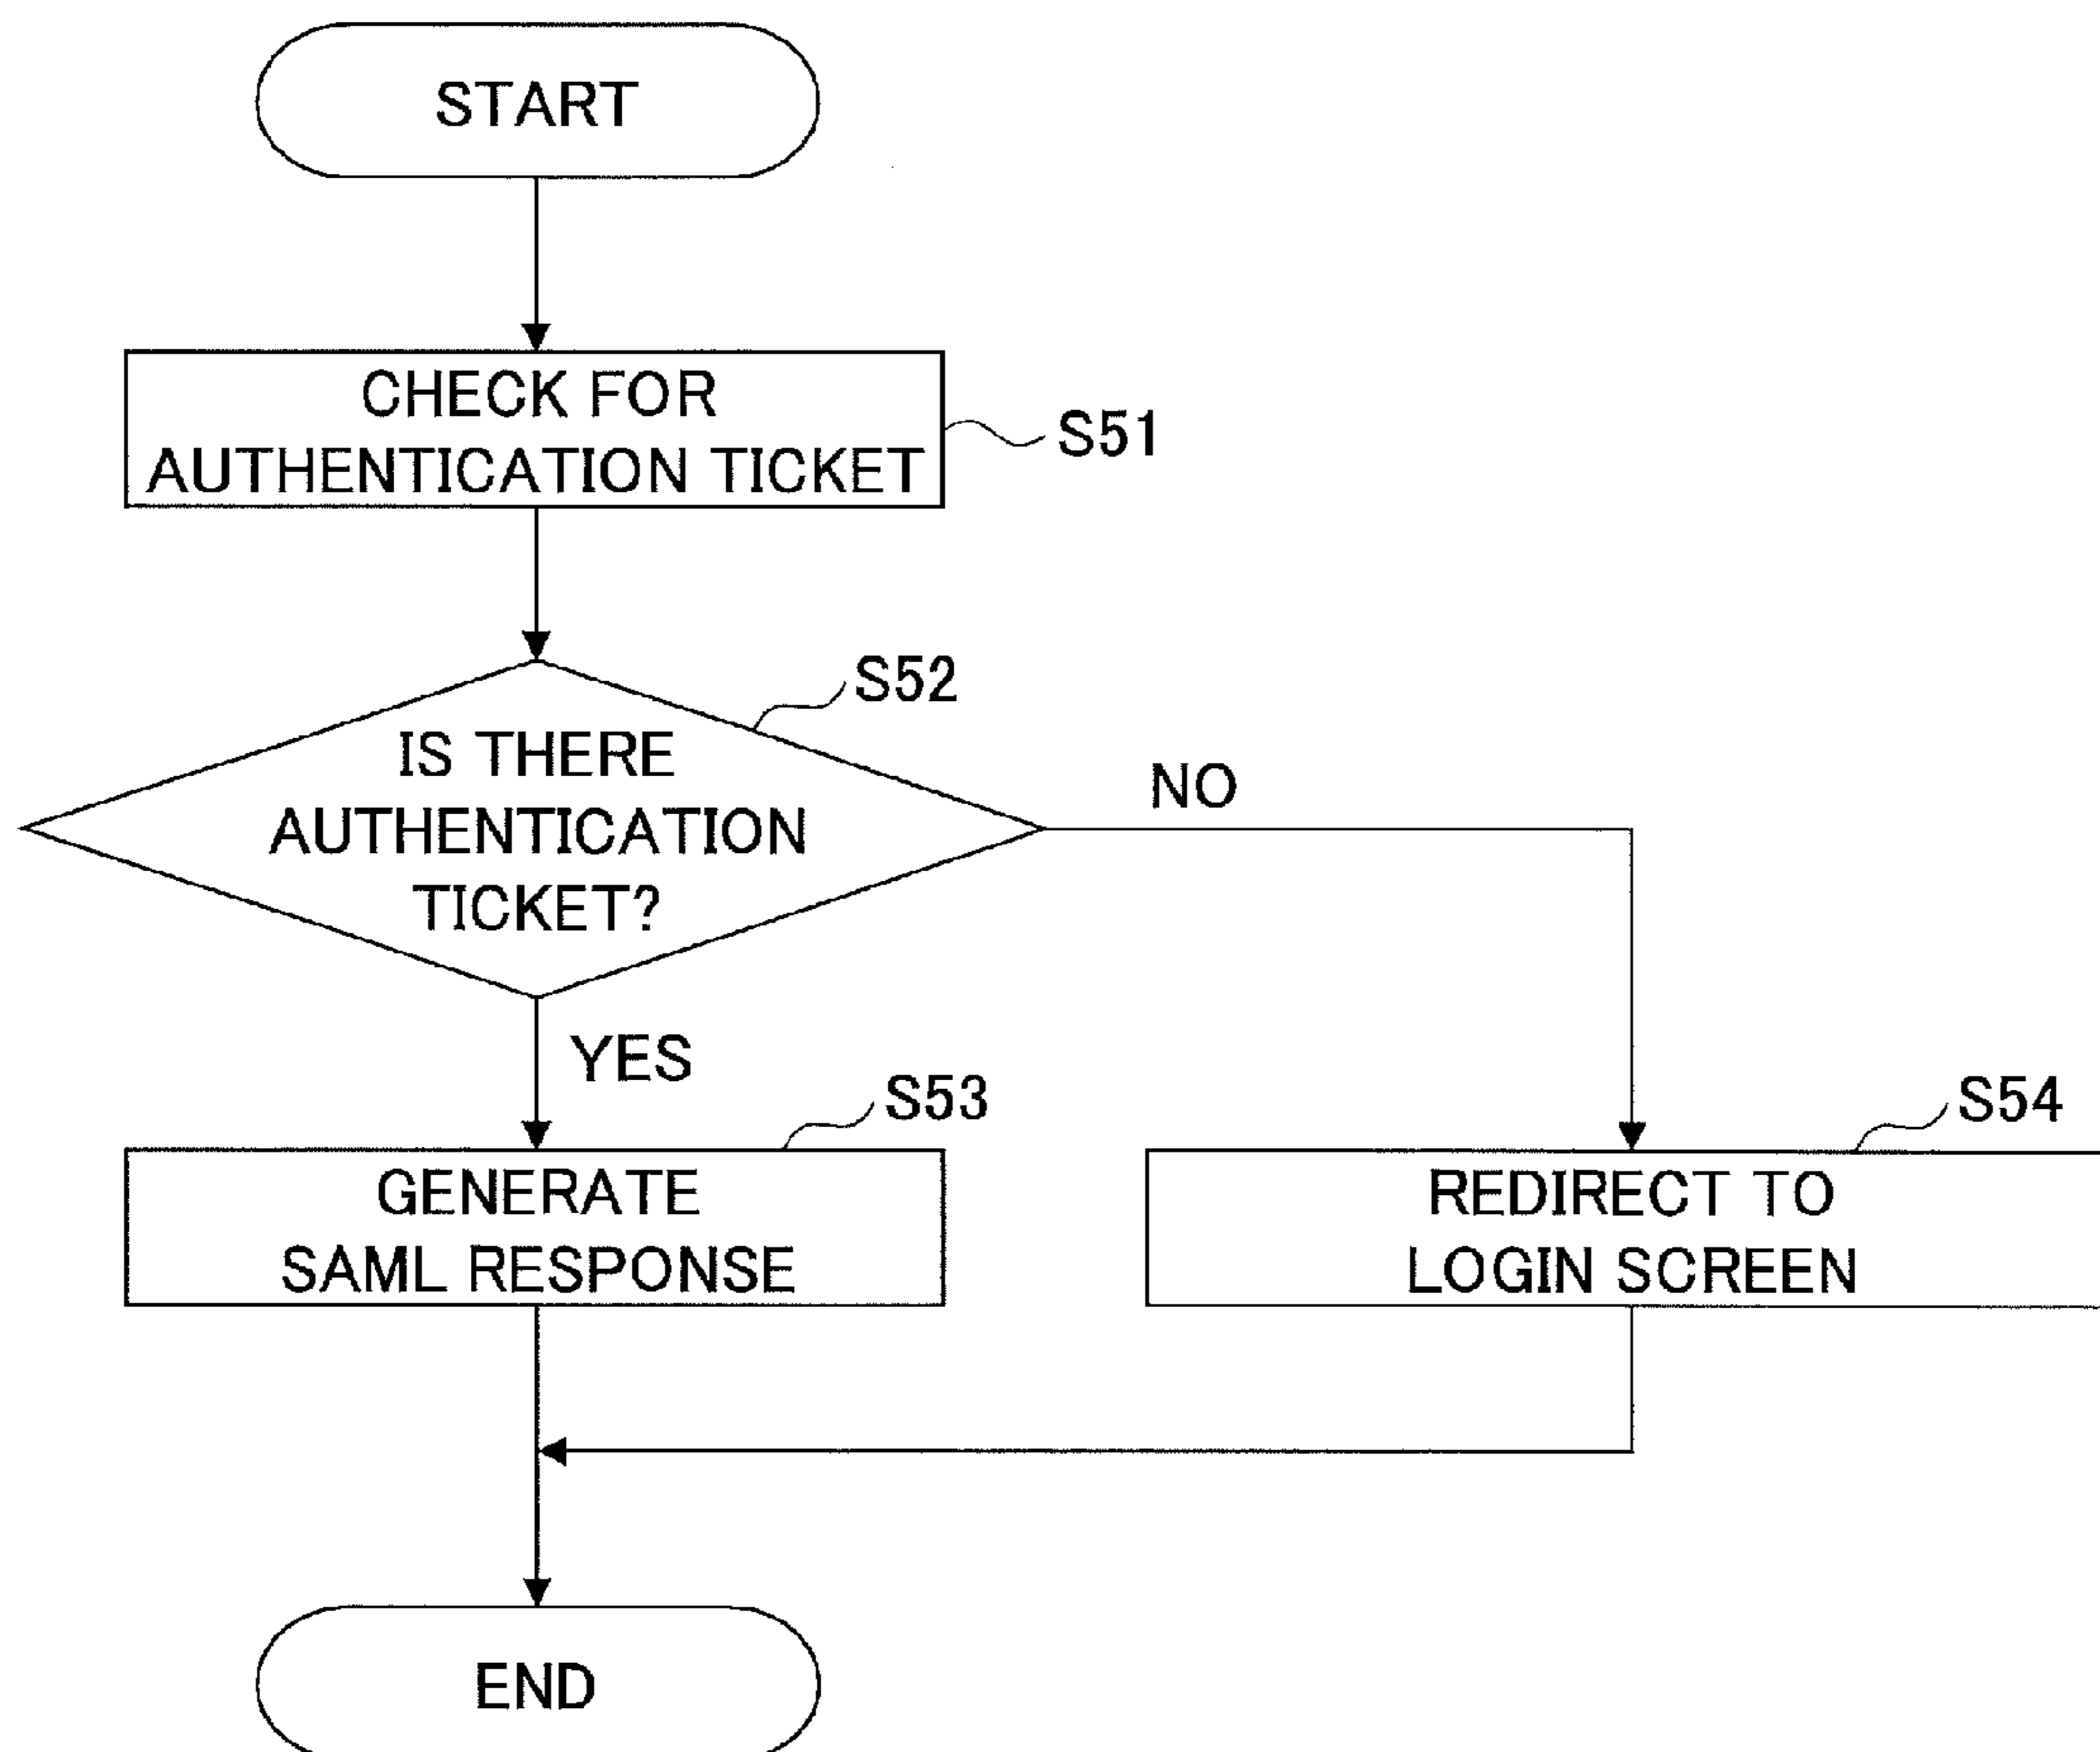 START
CHECK FOR
AUTHENTICATION TICKET
S51
S52
IS THERE
AUTHENTICATION
TICKET?
NO
YES
S53
GENERATE
SAML RESPONSE
S54
REDIRECT TO
LOGIN SCREEN
END